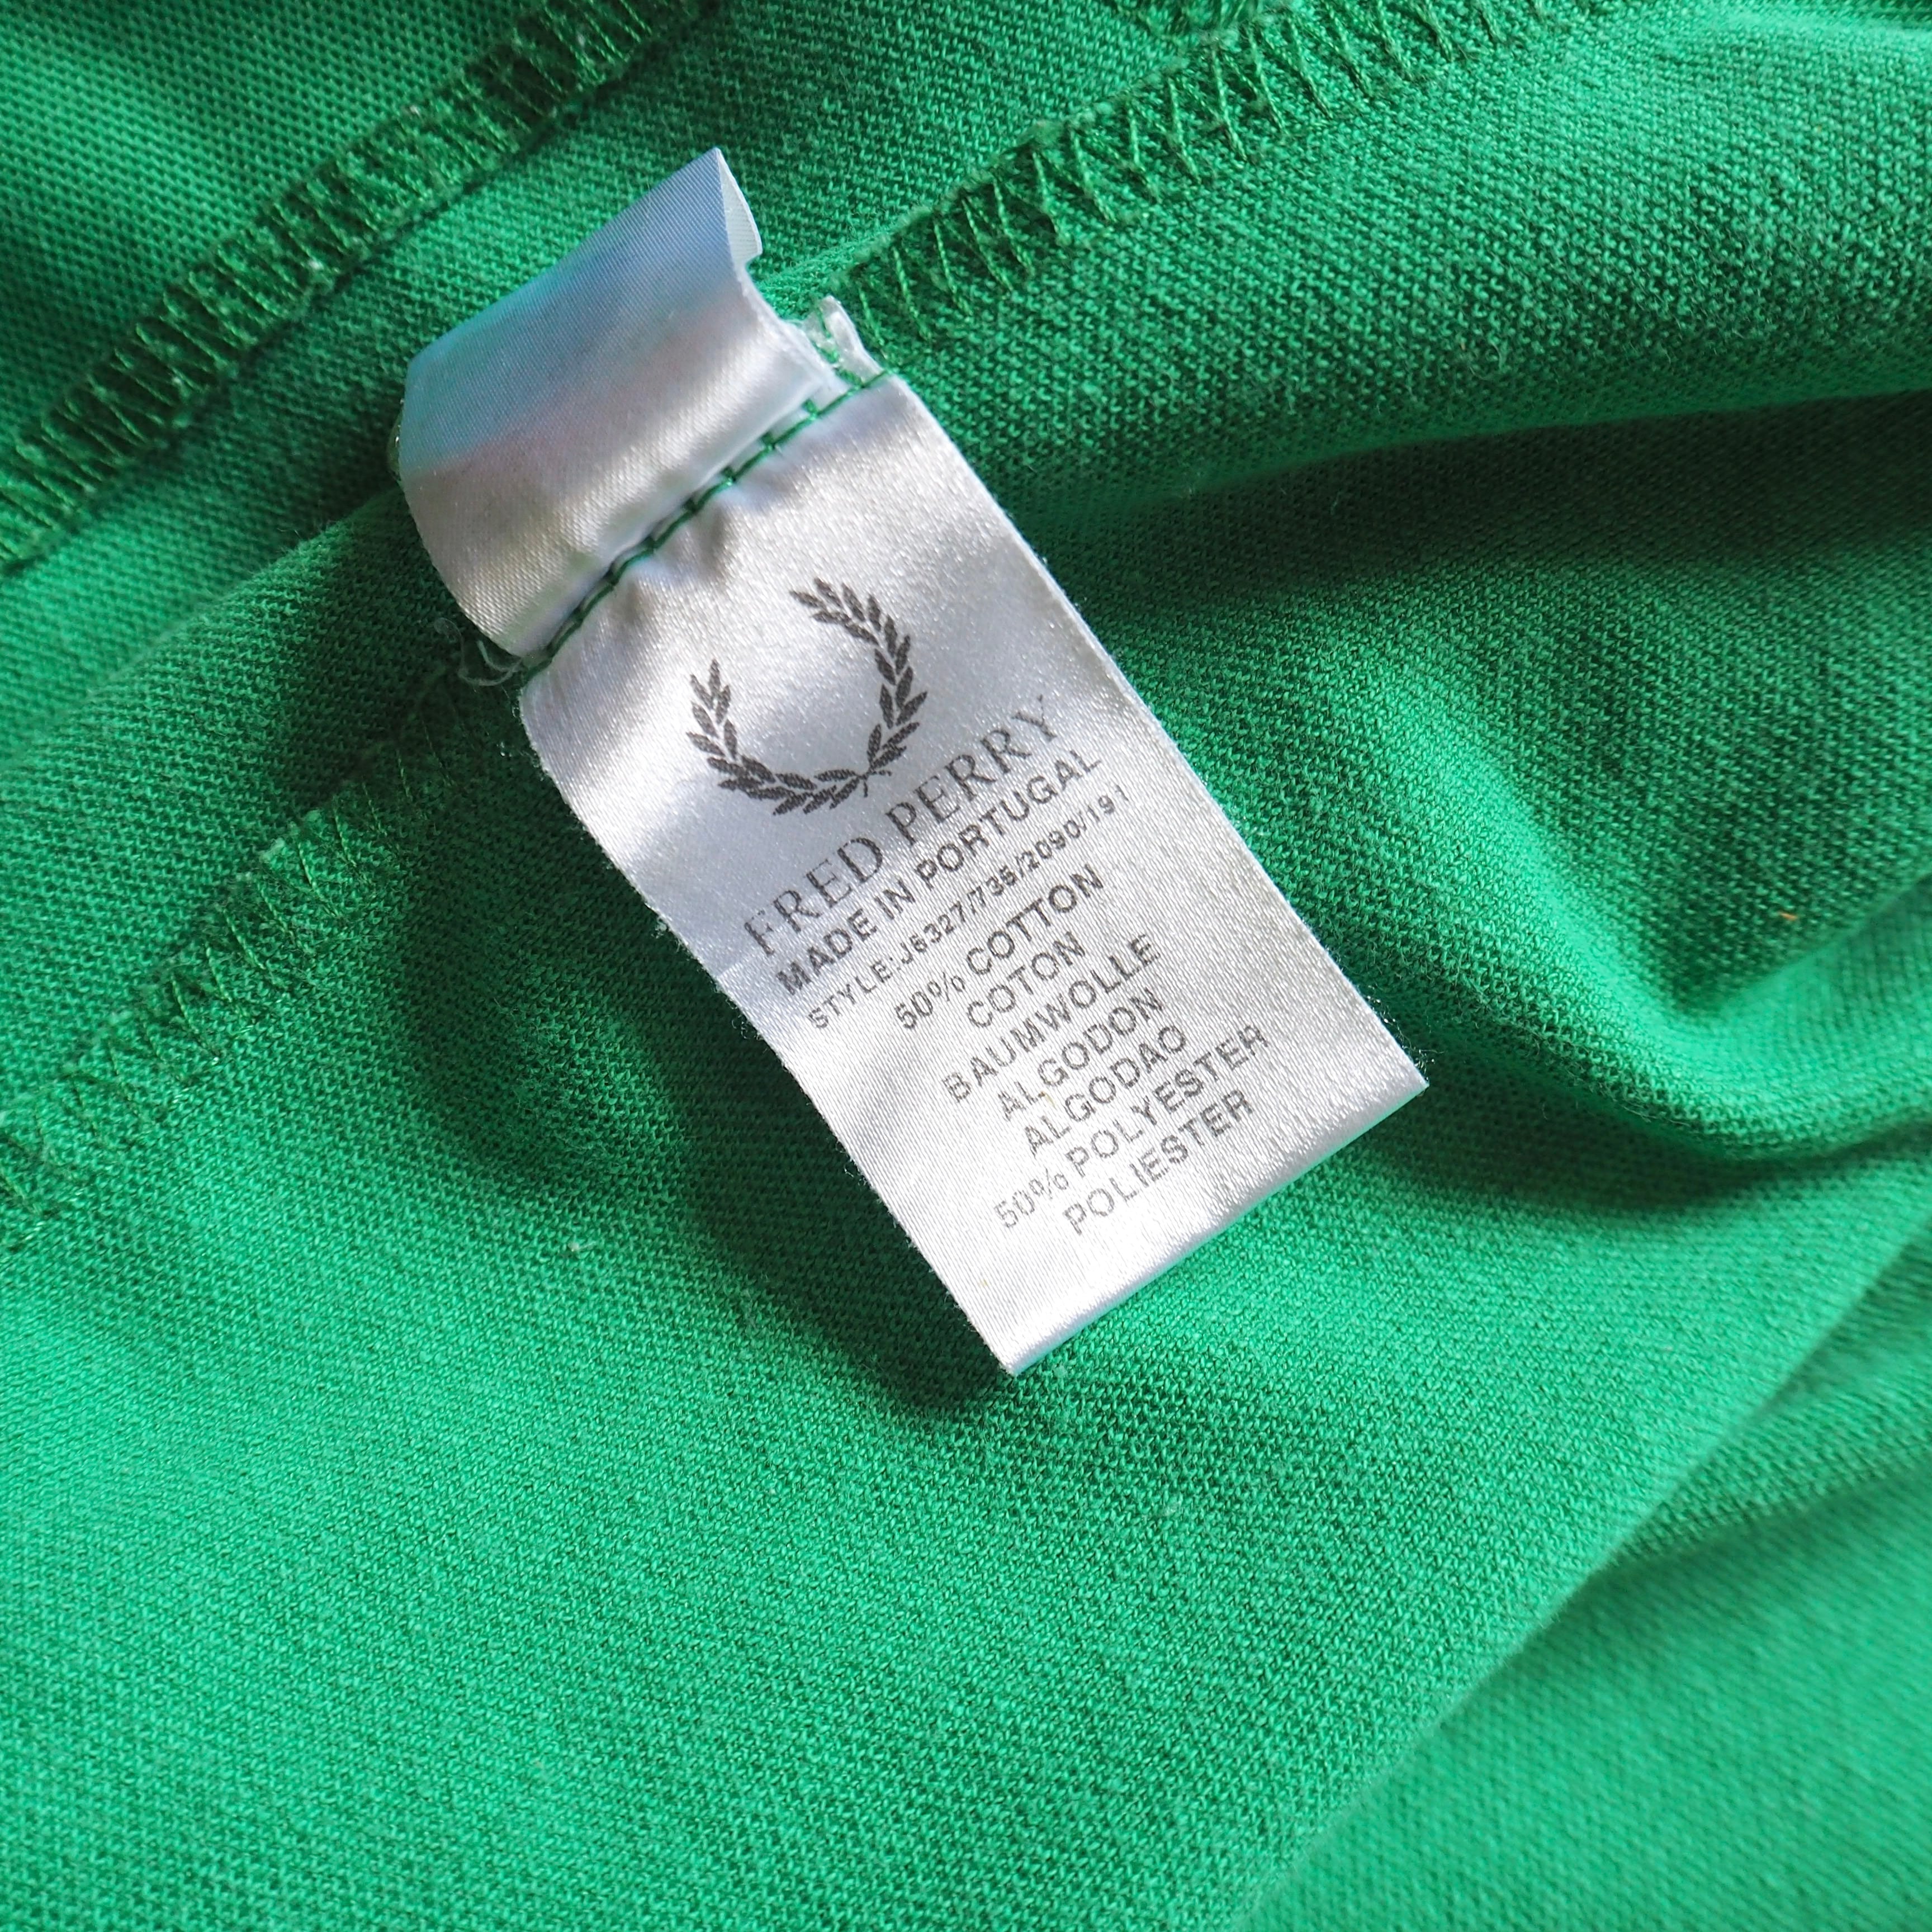 FRED PERRY
MADE IN PORTUGAL
STYLE:J6327/735/2090/191
50% COTTON
COTON
BAUMWOLLE
ALGODON
ALGODAO
50% POLYESTER
POLIESTER